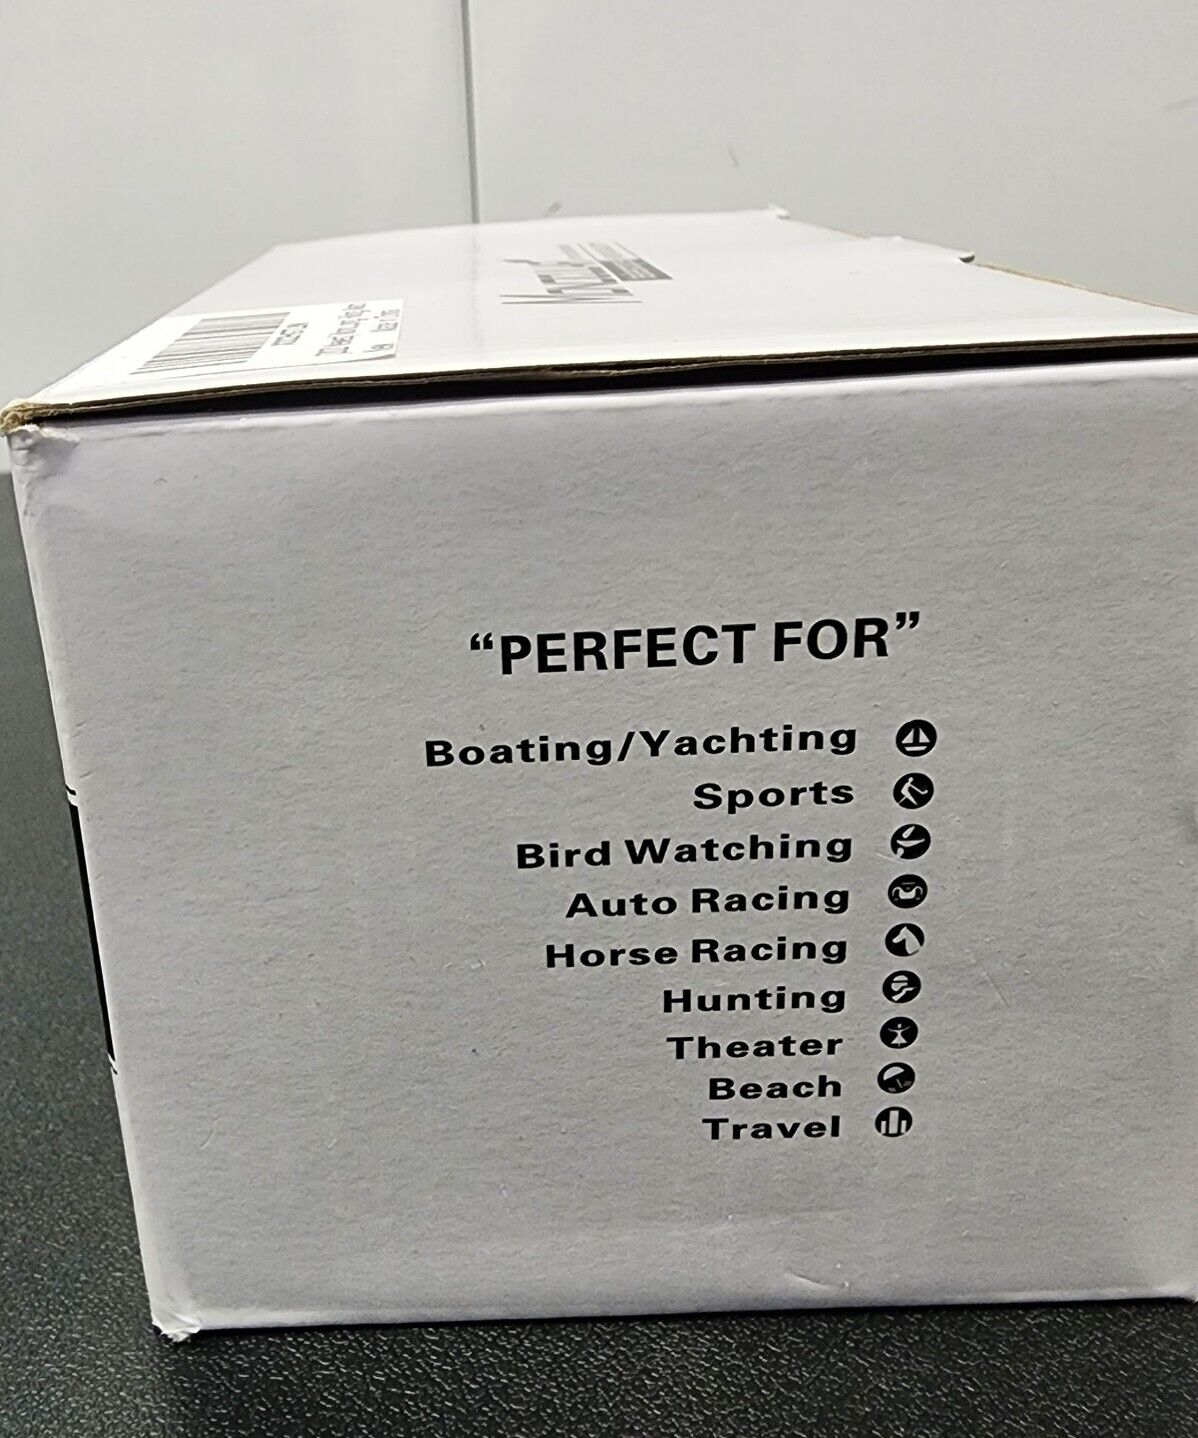 “PERFECT FOR”
Boating/Yachting
Sports
Bird Watching
Auto Racing
Horse Racing
Hunting
Theater
Beach
Travel